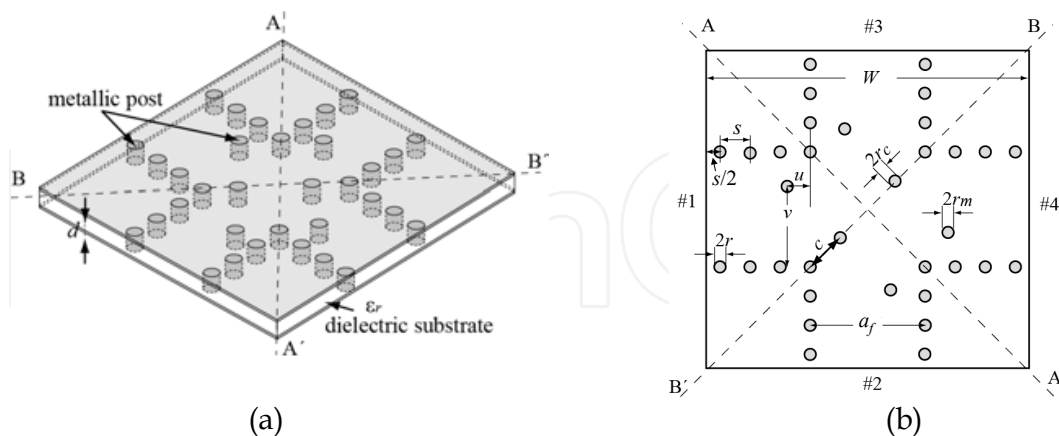 A
metallic post
B
B″
d
εr
dielectric substrate
A´
(a)
A
#3
B
W
s
2rc
s/2
u
#1
v
2rm
#4
2r
c
af
B´
#2
A
(b)